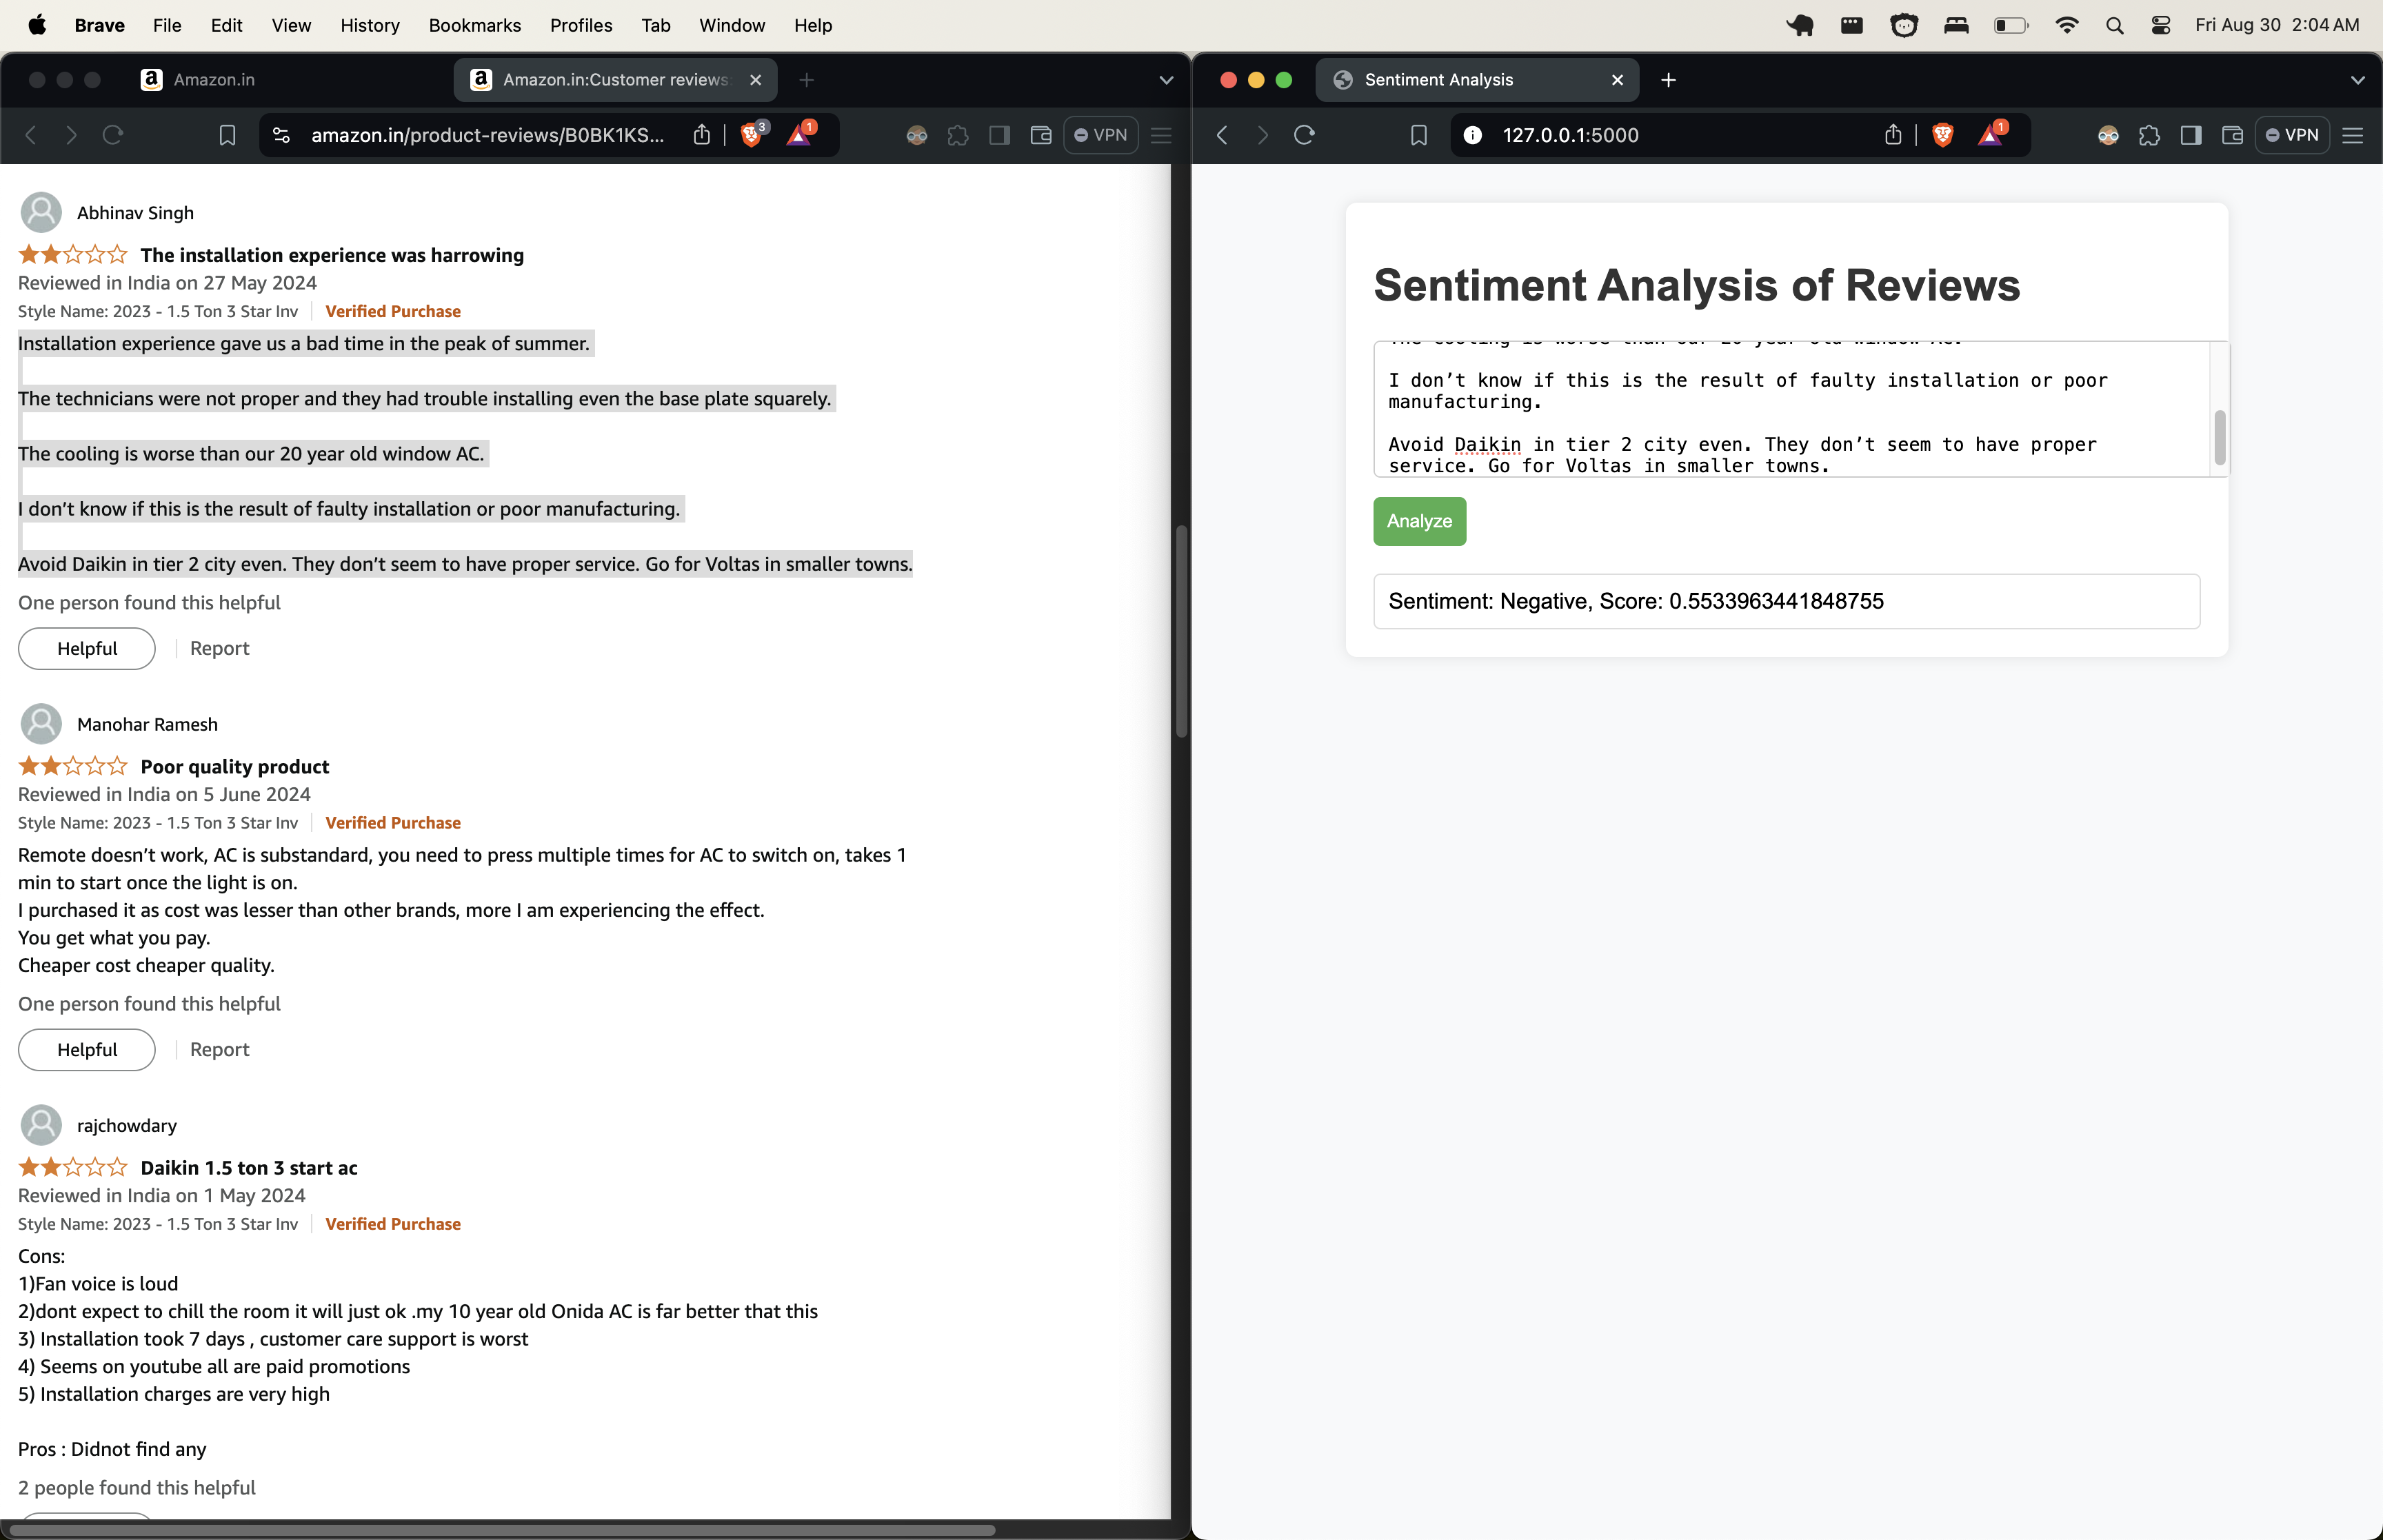 Brave File Edit View History Bookmarks Profiles Tab Window Help
Fri Aug 30 2:04 AM
Amazon.in
Amazon.in:Customer reviews:
amazon.in/product-reviews/B0BK1KS...
3
1
VPN
Abhinav Singh
The installation experience was harrowing
Reviewed in India on 27 May 2024
Style Name: 2023 - 1.5 Ton 3 Star Inv Verified Purchase
Installation experience gave us a bad time in the peak of summer.
The technicians were not proper and they had trouble installing even the base plate squarely.
The cooling is worse than our 20 year old window AC.
I don’t know if this is the result of faulty installation or poor manufacturing.
Avoid Daikin in tier 2 city even. They don’t seem to have proper service. Go for Voltas in smaller towns.
One person found this helpful
Helpful Report
Manohar Ramesh
Poor quality product
Reviewed in India on 5 June 2024
Style Name: 2023 - 1.5 Ton 3 Star Inv Verified Purchase
Remote doesn’t work, AC is substandard, you need to press multiple times for AC to switch on, takes 1
min to start once the light is on.
I purchased it as cost was lesser than other brands, more I am experiencing the effect.
You get what you pay.
Cheaper cost cheaper quality.
One person found this helpful
Helpful Report
rajchowdary
Daikin 1.5 ton 3 start ac
Reviewed in India on 1 May 2024
Style Name: 2023 - 1.5 Ton 3 Star Inv Verified Purchase
Cons:
1)Fan voice is loud
2)dont expect to chill the room it will just ok .my 10 year old Onida AC is far better that this
3) Installation took 7 days , customer care support is worst
4) Seems on youtube all are paid promotions
5) Installation charges are very high
Pros : Didnot find any
2 people found this helpful
Sentiment Analysis
127.0.0.1:5000
1
VPN
Sentiment Analysis of Reviews
The cooling is worse than our 20 year old window AC.
I don’t know if this is the result of faulty installation or poor
manufacturing.
Avoid Daikin in tier 2 city even. They don’t seem to have proper
service. Go for Voltas in smaller towns.
Analyze
Sentiment: Negative, Score: 0.5533963441848755